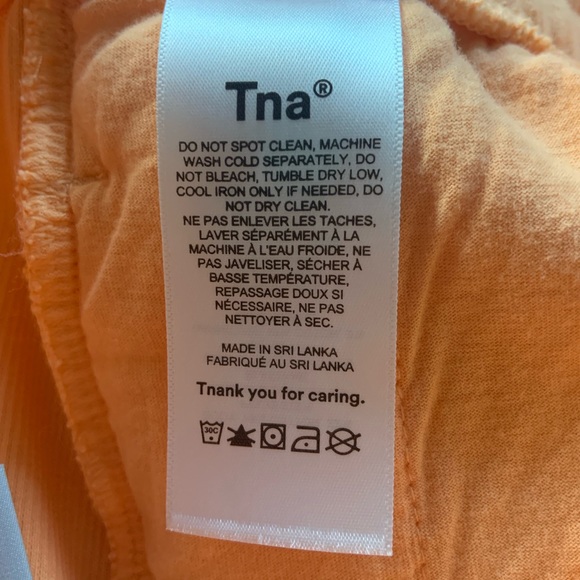 Tna®
DO NOT SPOT CLEAN, MACHINE
WASH COLD SEPARATELY, DO
NOT BLEACH, TUMBLE DRY LOW,
COOL IRON ONLY IF NEEDED, DO
NOT DRY CLEAN.
NE PAS ENLEVER LES TACHES,
LAVER SÉPARÉMENT À LA
MACHINE À L'EAU FROIDE, NE
PAS JAVELISER, SÉCHER À
BASSE TEMPÉRATURE,
REPASSAGE DOUX SI
NÉCESSAIRE, NE PAS
NETTOYER À SEC.
MADE IN SRI LANKA
FABRIQUÉ AU SRI LANKA
Tnank you for caring.
30C